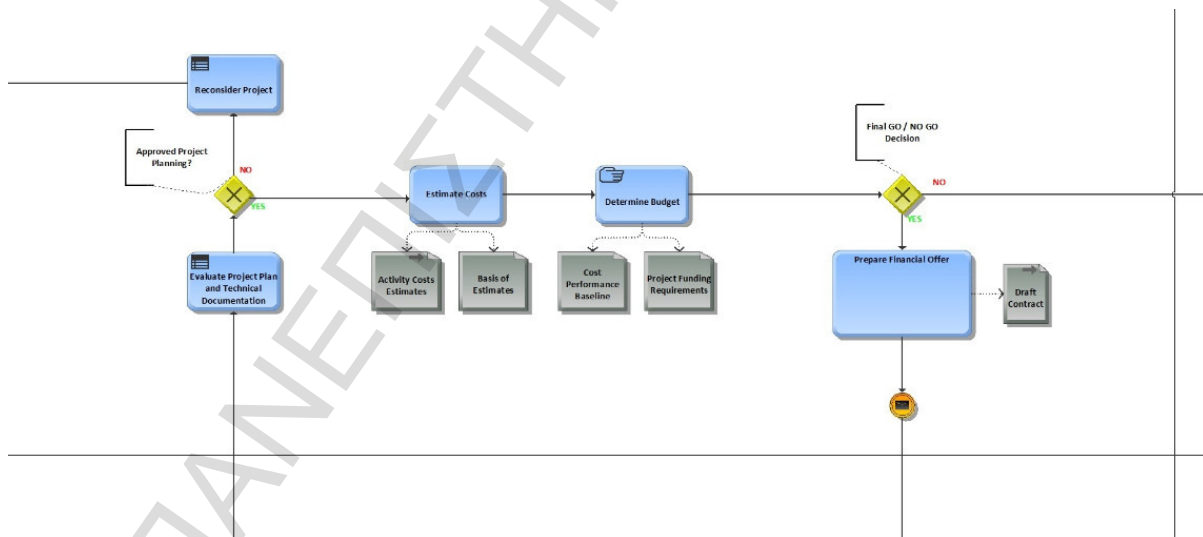 Reconsider Project
Approved Project
Planning?
NO
YES
Evaluate Project Plan
and Technical
Documentation
Estimate Costs
Activity Costs
Estimates
Basis of
Estimates
Determine Budget
Cost
Performance
Baseline
Project Funding
Requirements
Final GO / NO GO
Decision
NO
YES
Prepare Financial Offer
Draft
Contract
ΠΑΝΕΠΙΣΤΗ